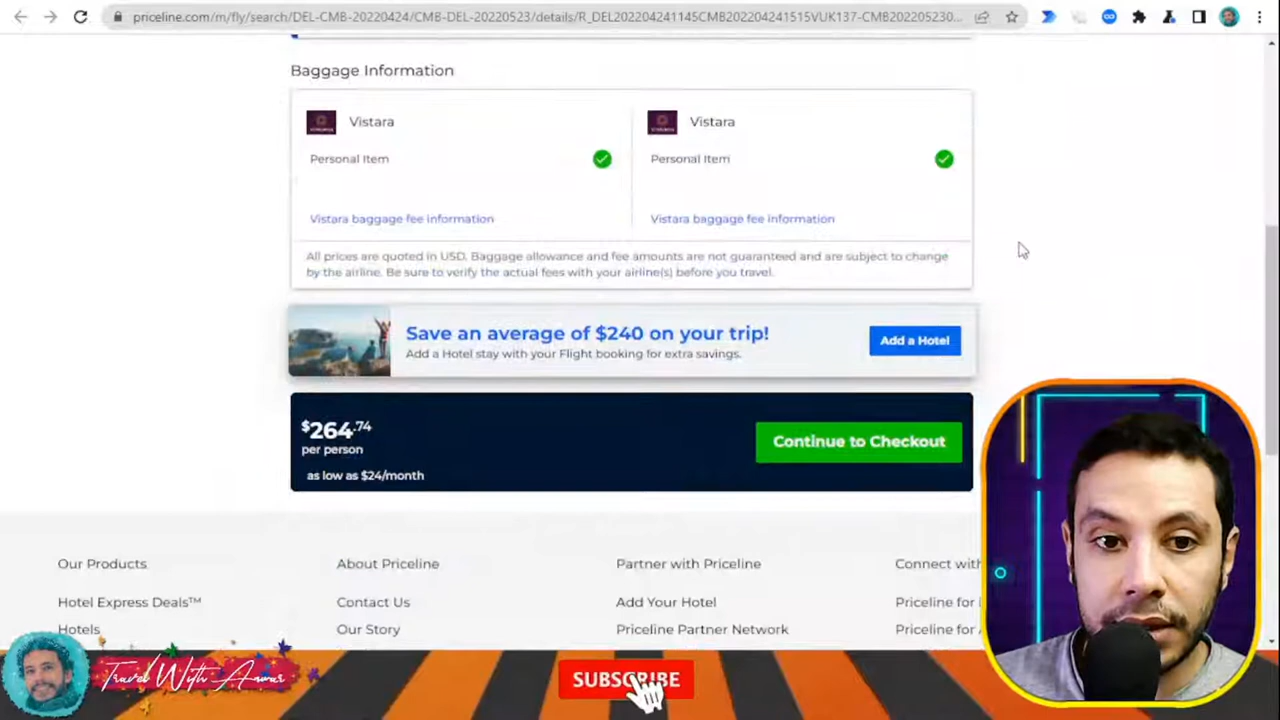 priceline.com/m/fly/search/DEL-CMB-20220424/CMB-DEL-20220523/details/R_DEL202204241145CMB202204241515VUK137-CMB202205230...
Baggage Information
Vistara
Personal Item
Vistara baggage fee information
Vistara
Personal Item
Vistara baggage fee information
All prices are quoted in USD. Baggage allowance and fee amounts are not guaranteed and are subject to change
by the airline. Be sure to verify the actual fees with your airline(s) before you travel.
Save an average of $240 on your trip!
Add a Hotel stay with your Flight booking for extra savings.
Add a Hotel
$264.74
per person
as low as $24/month
Continue to Checkout
Our Products
Hotel Express Deals™
Hotels
About Priceline
Contact Us
Our Story
Partner with Priceline
Add Your Hotel
Priceline Partner Network
Connect with
Priceline for
Priceline for
Travel With Anwar
SUBSCRIBE